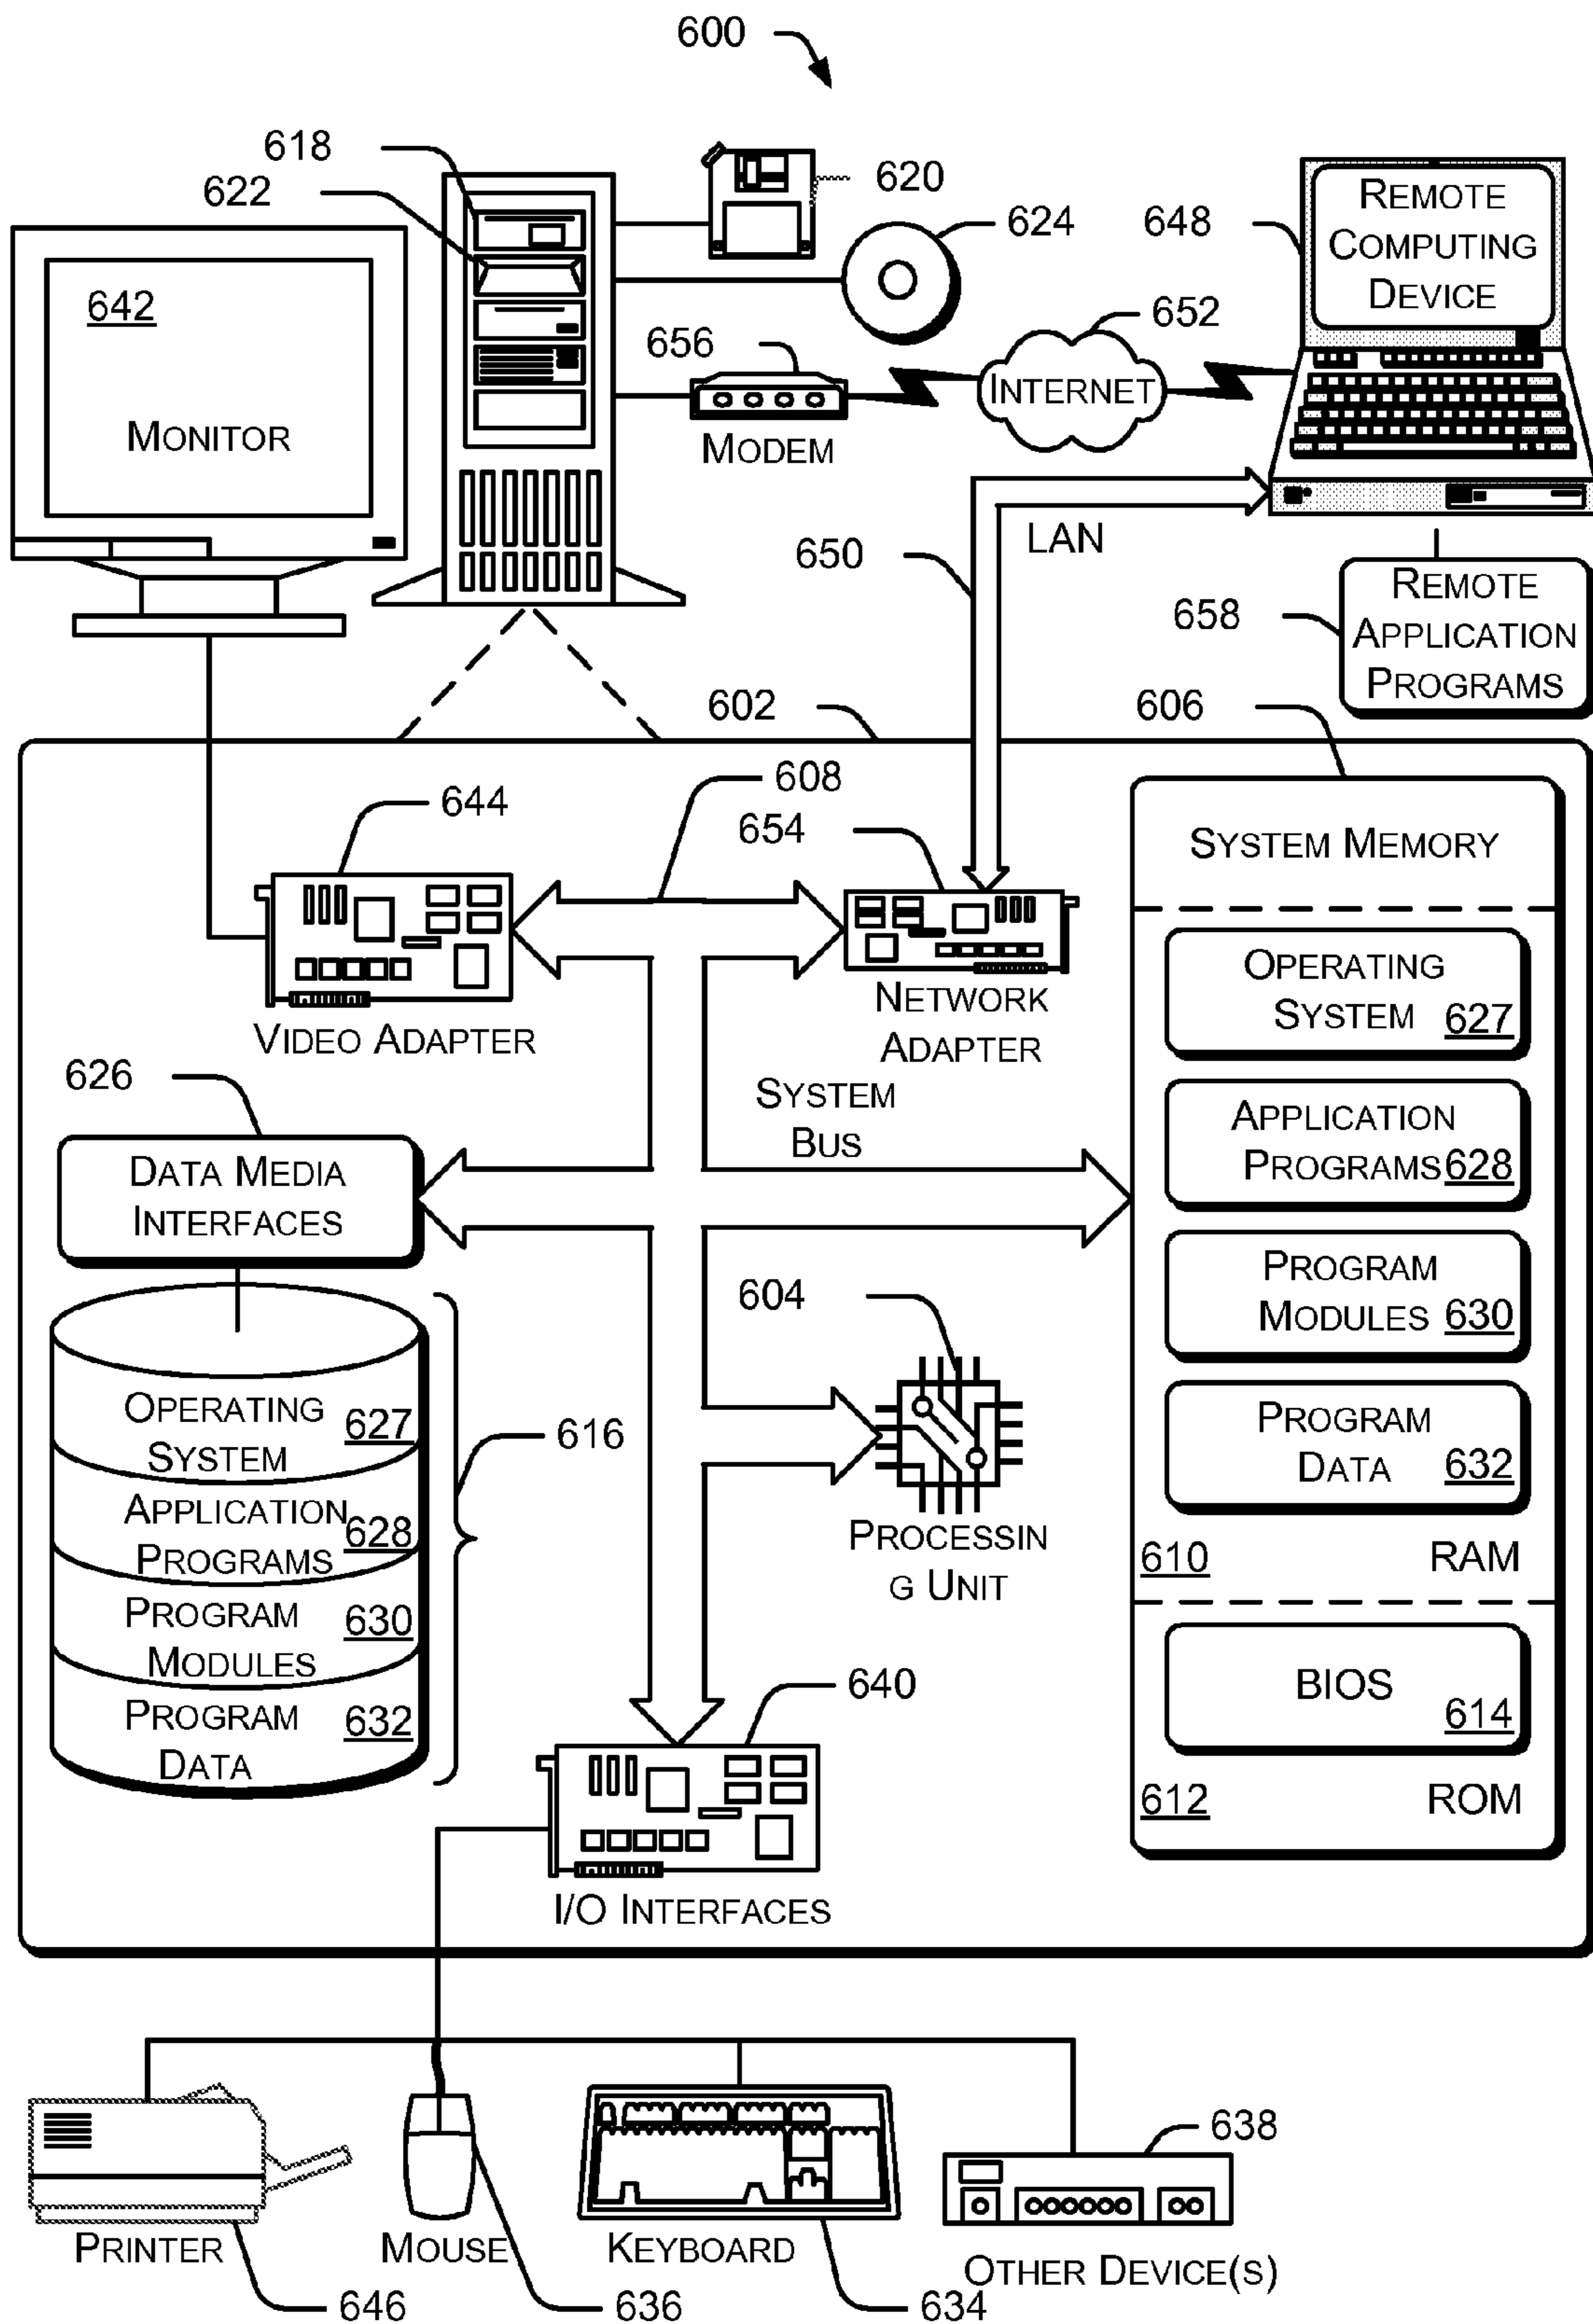 600
618
622
620
624
648
REMOTE
COMPUTING
DEVICE
642
MONITOR
656
MODEM
652
INTERNET
LAN
650
658
REMOTE
APPLICATION
PROGRAMS
602
606
608
644
654
SYSTEM MEMORY
VIDEO ADAPTER
NETWORK
ADAPTER
OPERATING
SYSTEM 627
626
SYSTEM
BUS
APPLICATION
PROGRAMS 628
DATA MEDIA
INTERFACES
PROGRAM
MODULES 630
604
OPERATING
SYSTEM 627
616
PROGRAM
DATA 632
APPLICATION
PROGRAMS 628
PROCESSIN
G UNIT
610 RAM
PROGRAM
MODULES 630
640
BIOS
614
PROGRAM
DATA 632
612 ROM
I/O INTERFACES
638
PRINTER
MOUSE
KEYBOARD
OTHER DEVICE(S)
646
636
634